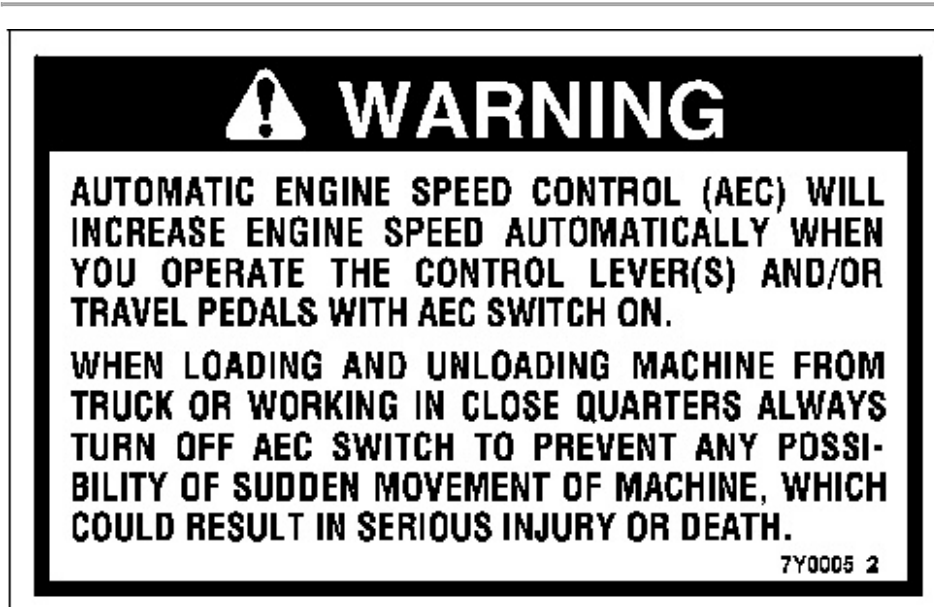 WARNING
AUTOMATIC ENGINE SPEED CONTROL (AEC) WILL
INCREASE ENGINE SPEED AUTOMATICALLY WHEN
YOU OPERATE THE CONTROL LEVER(S) AND/OR
TRAVEL PEDALS WITH AEC SWITCH ON.
WHEN LOADING AND UNLOADING MACHINE FROM
TRUCK OR WORKING IN CLOSE QUARTERS ALWAYS
TURN OFF AEC SWITCH TO PREVENT ANY POSSI-
BILITY OF SUDDEN MOVEMENT OF MACHINE, WHICH
COULD RESULT IN SERIOUS INJURY OR DEATH.
7Y0005 2